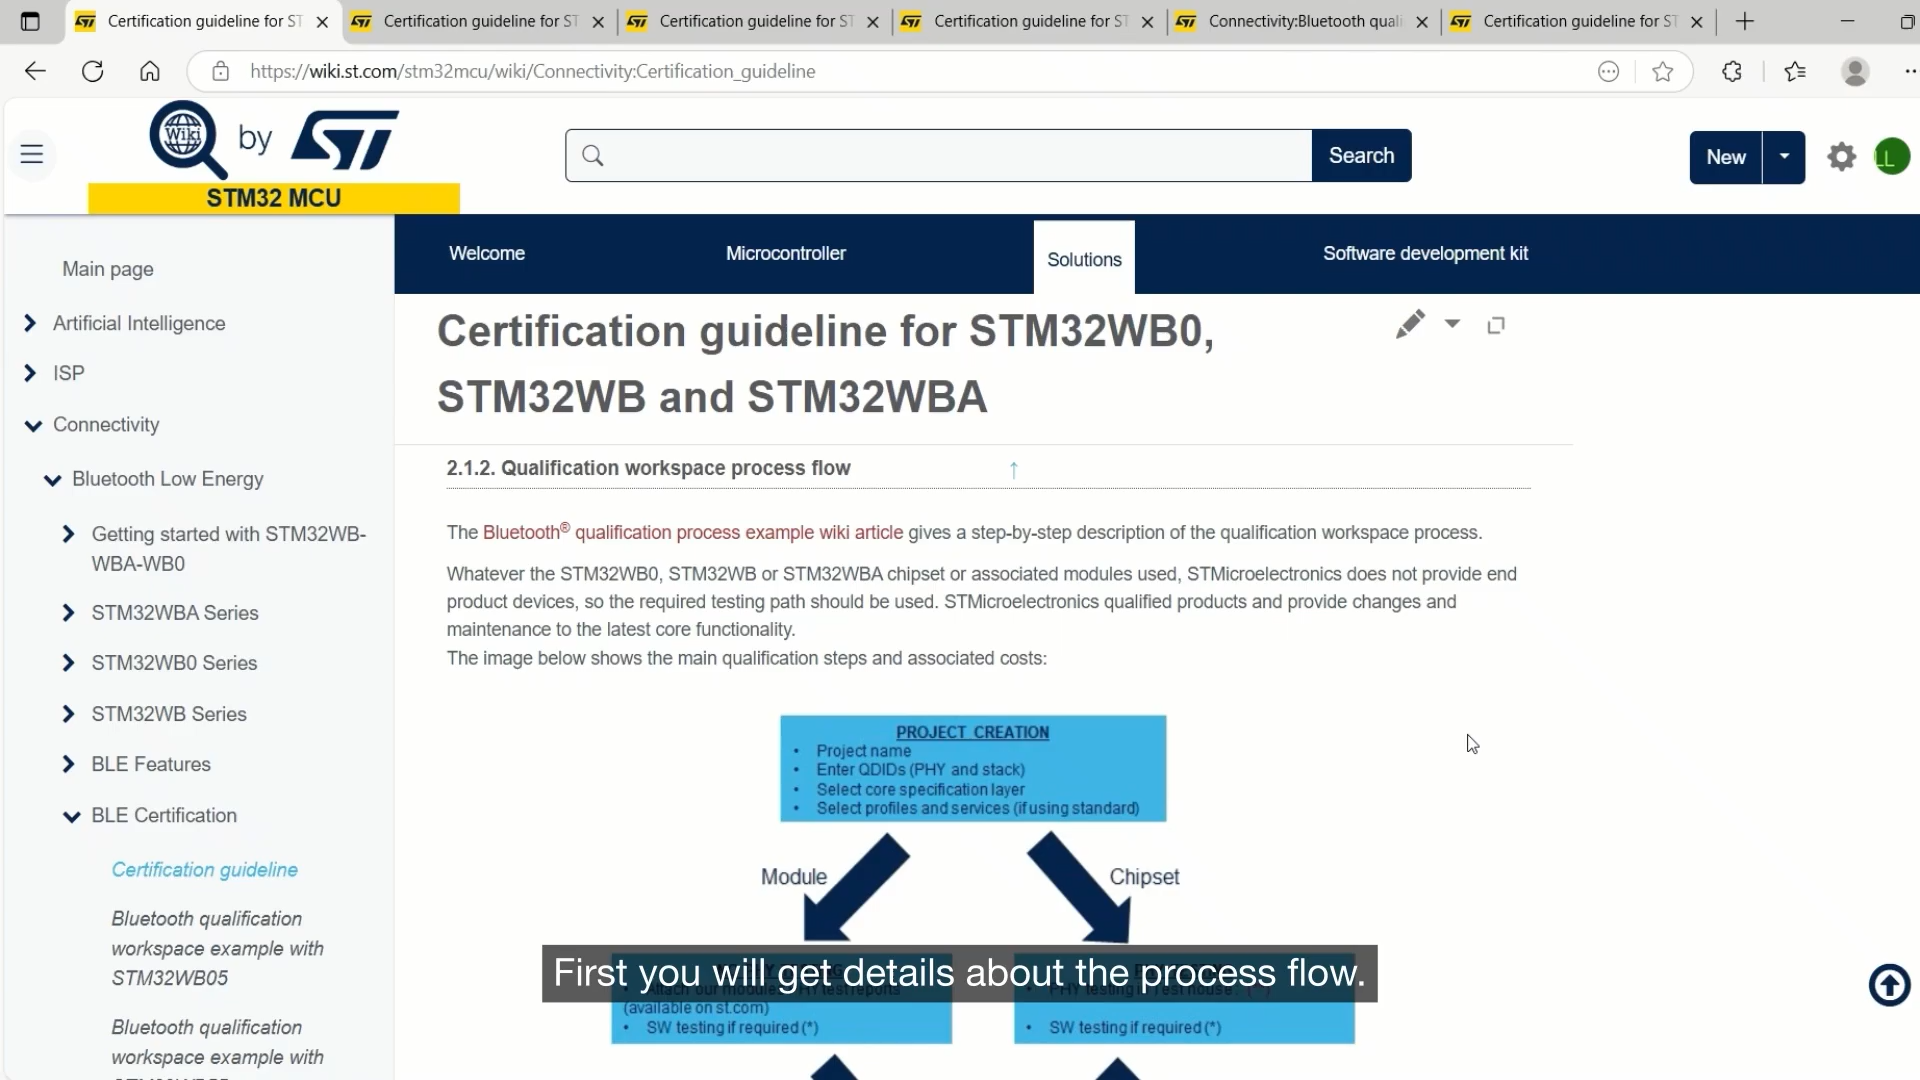 Certification guideline for ST
Certification guideline for ST
Certification guideline for ST
Certification guideline for ST
Connectivity:Bluetooth quali
Certification guideline for ST
https://wiki.st.com/stm32mcu/wiki/Connectivity:Certification_guideline
Wiki by ST
STM32 MCU
Search
New
LL
Welcome
Microcontroller
Solutions
Software development kit
Main page
Artificial Intelligence
ISP
Connectivity
Bluetooth Low Energy
Getting started with STM32WB-
WBA-WB0
STM32WBA Series
STM32WB0 Series
STM32WB Series
BLE Features
BLE Certification
Certification guideline
Bluetooth qualification
workspace example with
STM32WB05
Bluetooth qualification
workspace example with
Certification guideline for STM32WB0,
STM32WB and STM32WBA
2.1.2. Qualification workspace process flow ↑
The Bluetooth® qualification process example wiki article gives a step-by-step description of the qualification workspace process.
Whatever the STM32WB0, STM32WB or STM32WBA chipset or associated modules used, STMicroelectronics does not provide end
product devices, so the required testing path should be used. STMicroelectronics qualified products and provide changes and
maintenance to the latest core functionality.
The image below shows the main qualification steps and associated costs:
PROJECT CREATION
• Project name
• Enter QDIDs (PHY and stack)
• Select core specification layer
• Select profiles and services (if using standard)
Module
Chipset
(available on st.com)
• SW testing if required (*)
• SW testing if required (*)
First you will get details about the process flow.